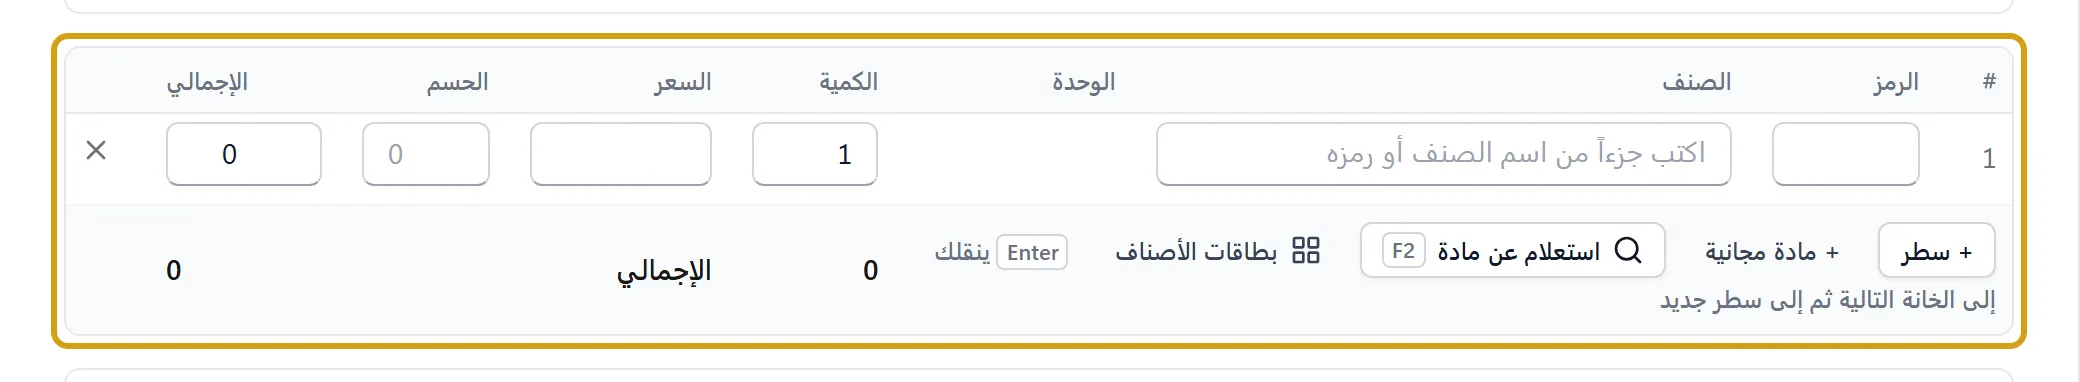 # الرمز الصنف الوحدة الكمية السعر الحسم الإجمالي
1 اكتب جزءاً من اسم الصنف أو رمزه 1 0 0
+ سطر + مادة مجانية استعلام عن مادة F2 بطاقات الأصناف Enter ينقلك
إلى الخانة التالية ثم إلى سطر جديد
0 الإجمالي 0